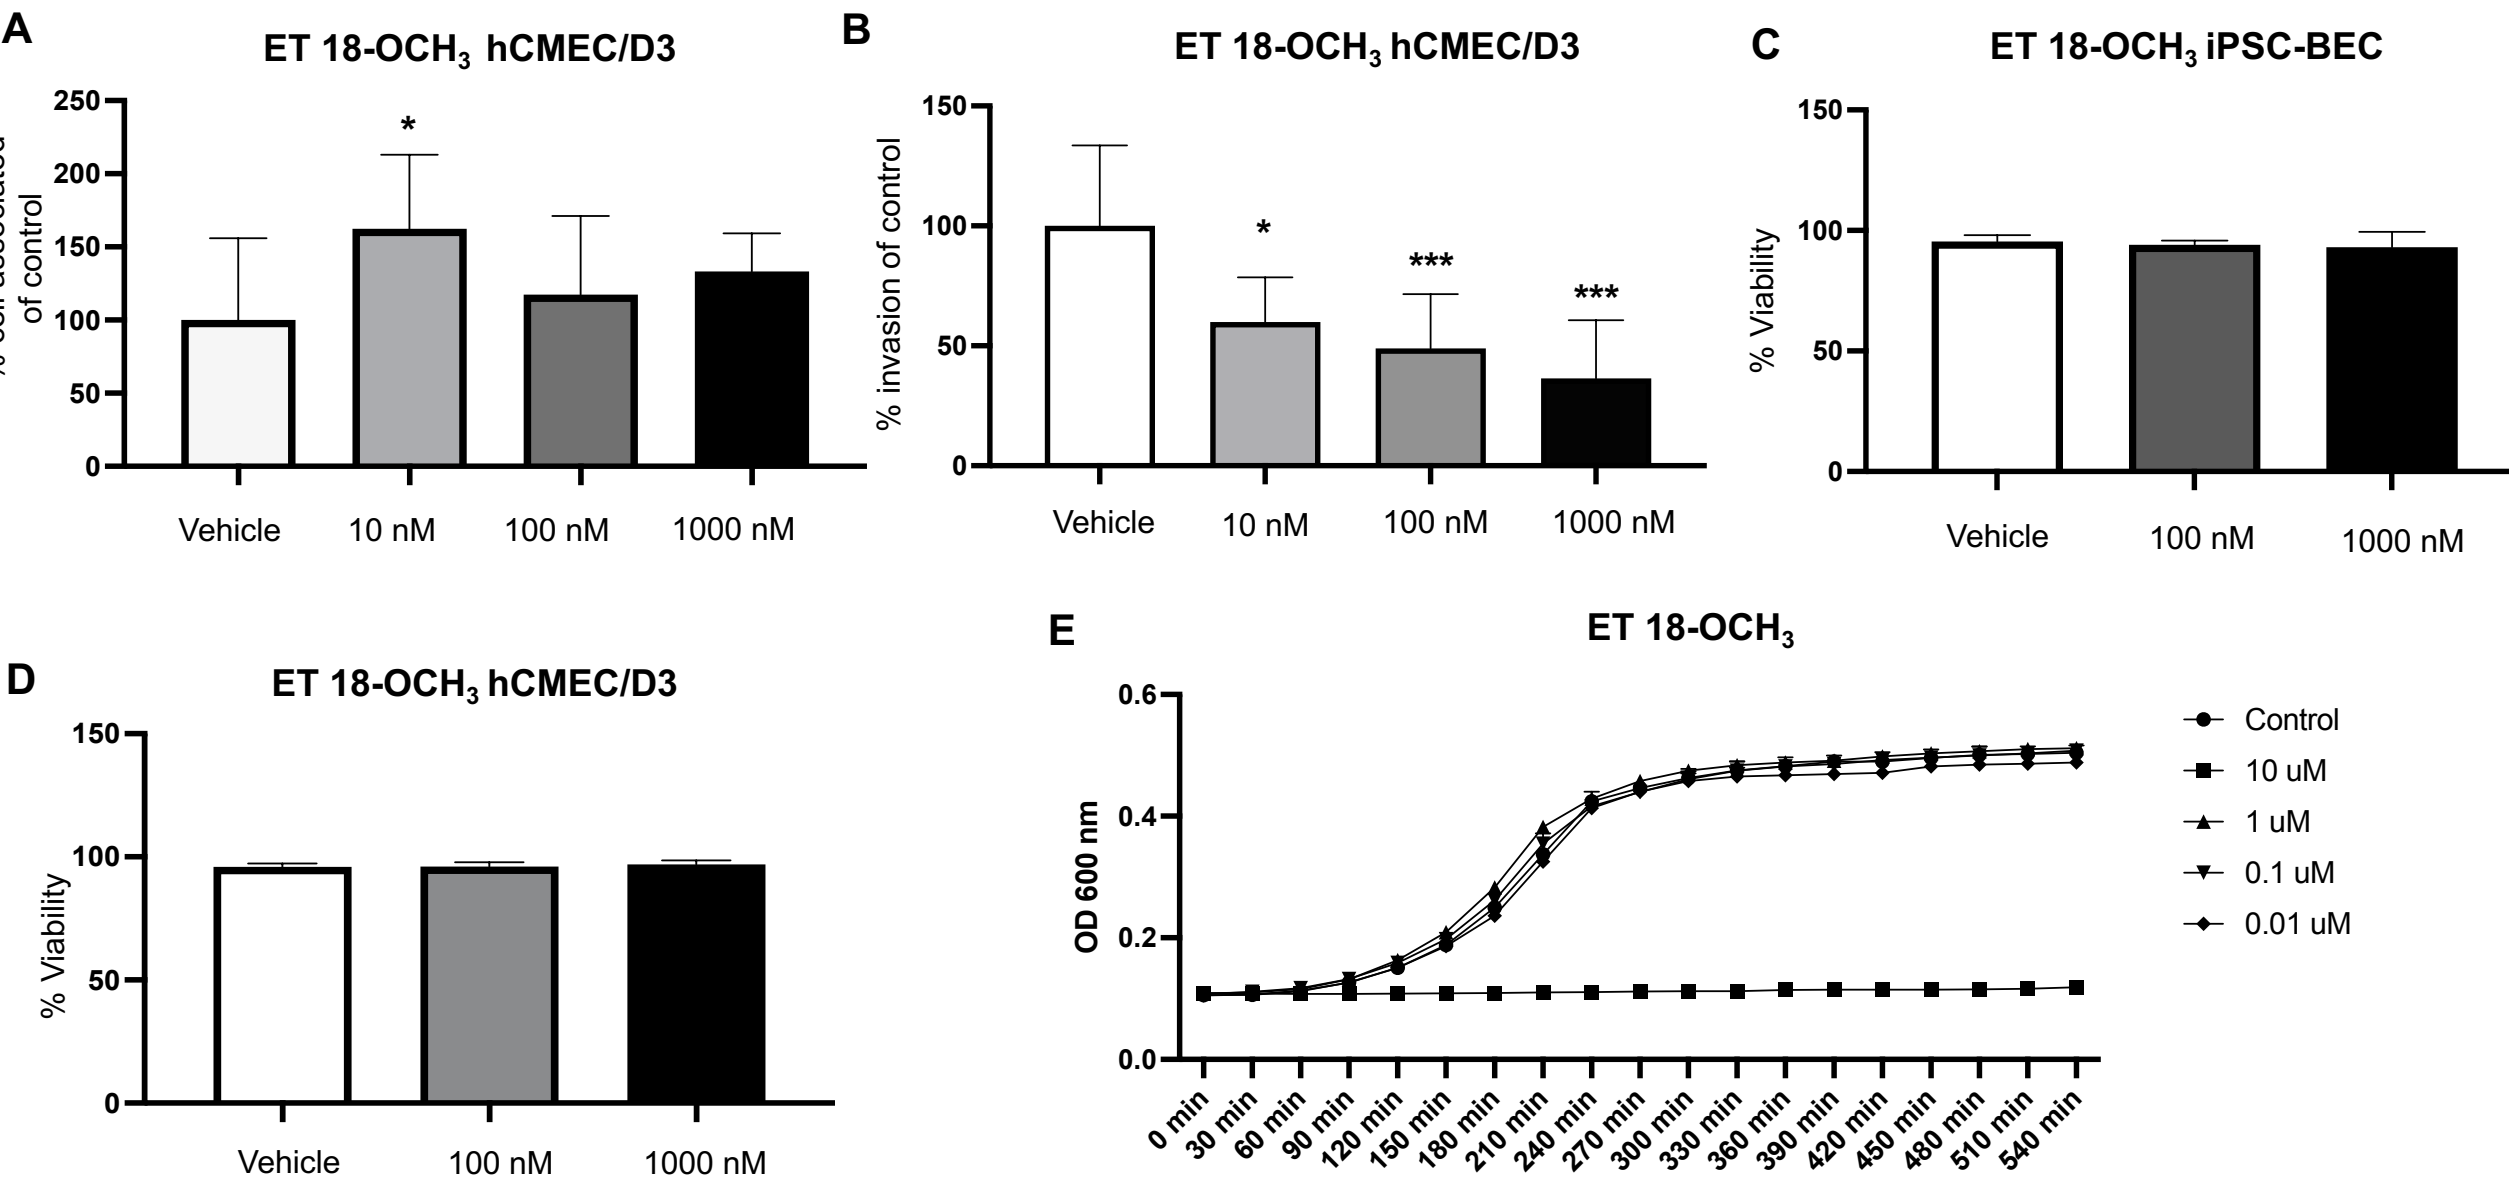 A
ET 18-OCH₃ hCMEC/D3
of control
250
200
150
100
50
0
*
Vehicle
10 nM
100 nM
1000 nM
B
ET 18-OCH₃ hCMEC/D3
% invasion of control
150
100
50
0
*
***
***
Vehicle
10 nM
100 nM
1000 nM
C
ET 18-OCH₃ iPSC-BEC
% Viability
150
100
50
0
Vehicle
100 nM
1000 nM
D
ET 18-OCH₃ hCMEC/D3
% Viability
150
100
50
0
Vehicle
100 nM
1000 nM
E
ET 18-OCH₃
OD 600 nm
0.6
0.4
0.2
0.0
0 min
30 min
60 min
90 min
120 min
150 min
180 min
210 min
240 min
270 min
300 min
330 min
360 min
390 min
420 min
450 min
480 min
510 min
540 min
Control
10 uM
1 uM
0.1 uM
0.01 uM